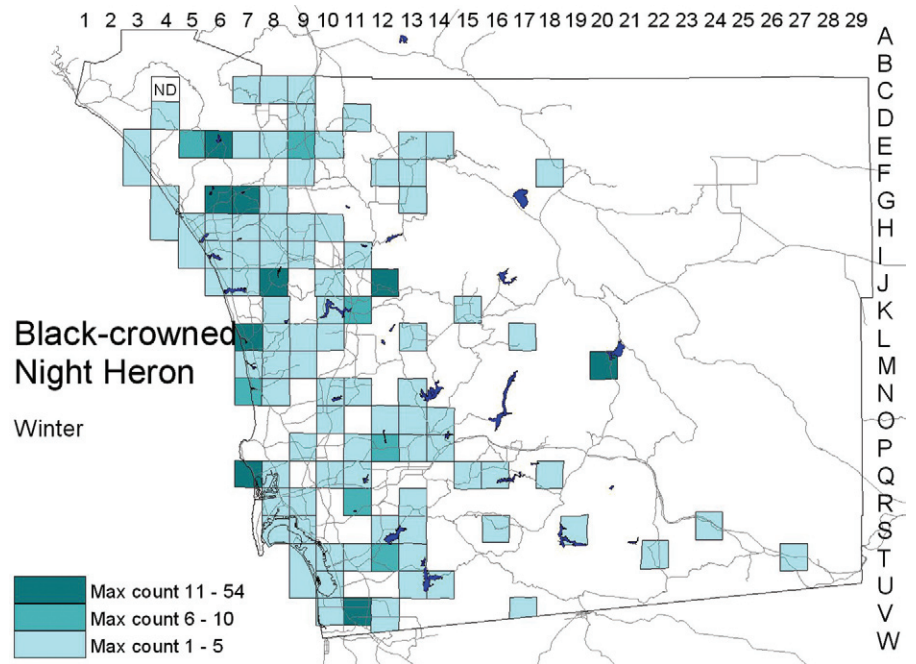 1 2 3 4 5 6 7 8 9 10 11 12 13 14 15 16 17 18 19 20 21 22 23 24 25 26 27 28 29
A
B
C
D
E
F
G
H
I
J
K
L
M
N
O
P
Q
R
S
T
U
V
W
ND
Black-crowned
Night Heron
Winter
Max count 11 - 54
Max count 6 - 10
Max count 1 - 5